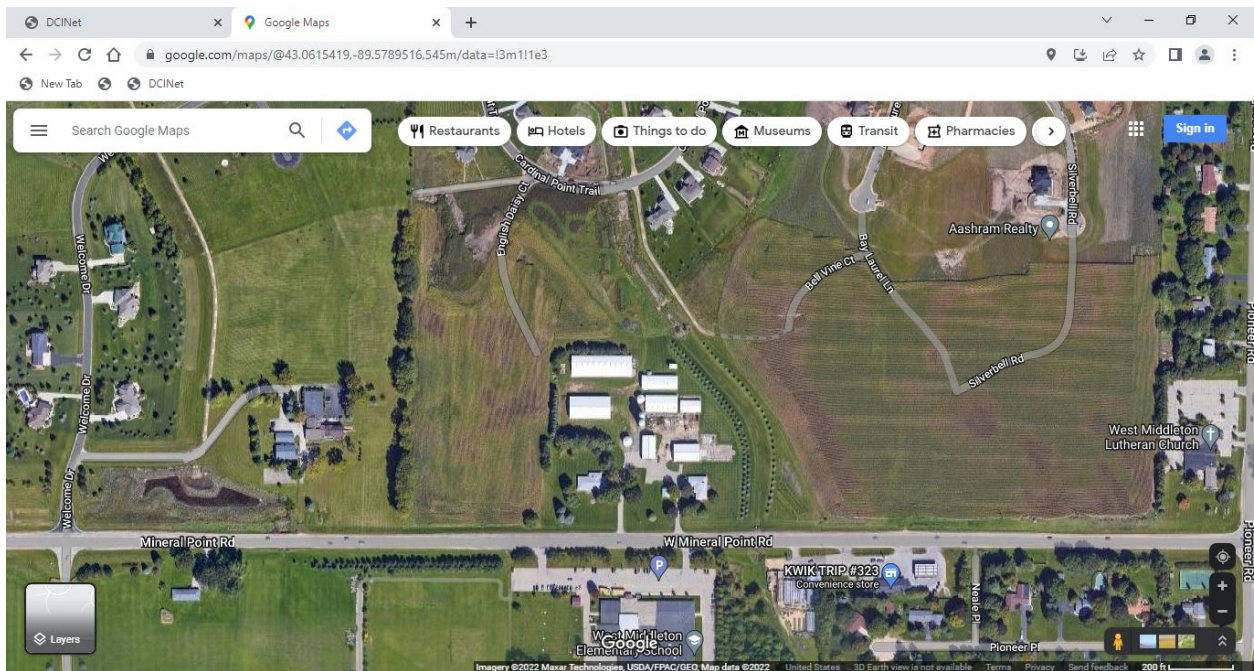 DCINet
Google Maps
google.com/maps/@43.0615419,-89.5789516,545m/data=!3m1!1e3
New Tab
DCINet
Search Google Maps
Restaurants
Hotels
Things to do
Museums
Transit
Pharmacies
Sign in
Cardinal Point Trail
English Daisy Ct
Silverbell Rd
Aashram Realty
Welcome Dr
Bay Laurel Ln
Bell Vine Ct
Pioneer Rd
Silverbell Rd
Welcome Dr
West Middleton
Lutheran Church
Welcome Dr
Mineral Point Rd
W Mineral Point Rd
Pioneer Rd
P
KWIK TRIP #323
Convenience store
Neale Pl
Layers
West Middleton
Elementary School
Google
Pioneer Pl
Imagery ©2022 Maxar Technologies, USDA/FPAC/GEO, Map data ©2022 United States 3D Earth view is not available Terms Privacy Send feedback 200 ft